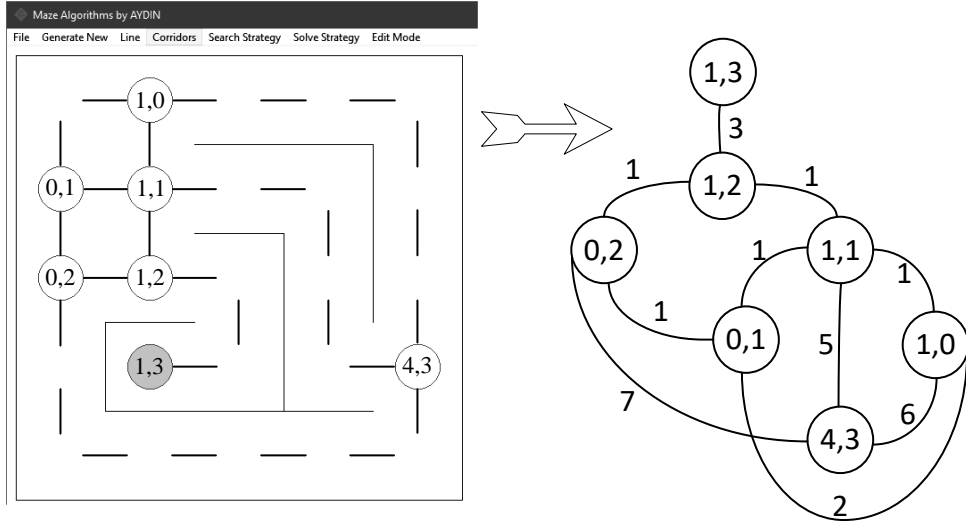 Maze Algorithms by AYDIN
File Generate New Line Corridors Search Strategy Solve Strategy Edit Mode
1,0
0,1 1,1
0,2 1,2
1,3 4,3
1,3
3
1 1,2 1
0,2 1 1,1 1
1 0,1 5 1,0
7 4,3 6
2